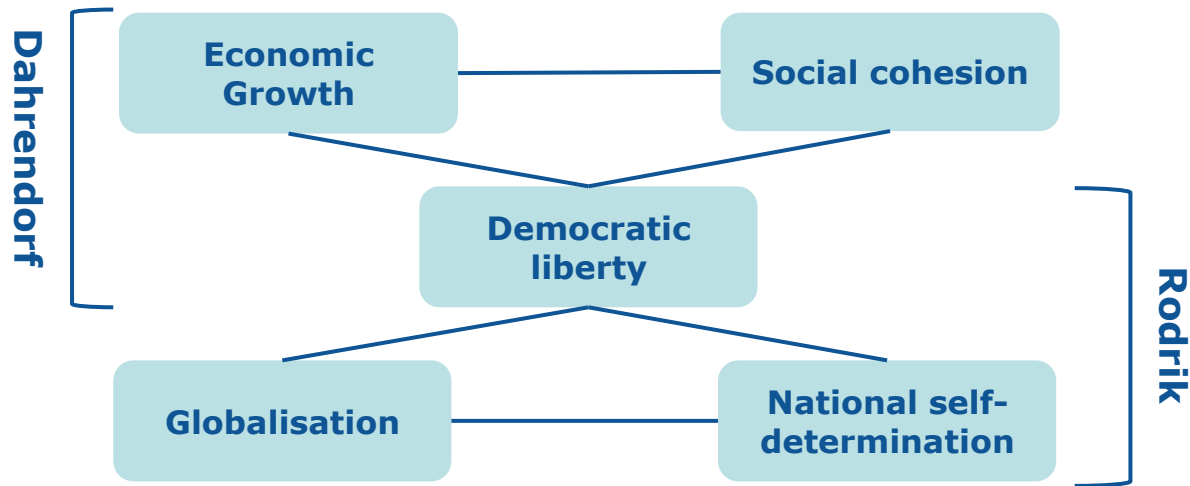 Dahrendorf
Economic
Growth
Social cohesion
Democratic
liberty
Rodrik
Globalisation
National self-
determination